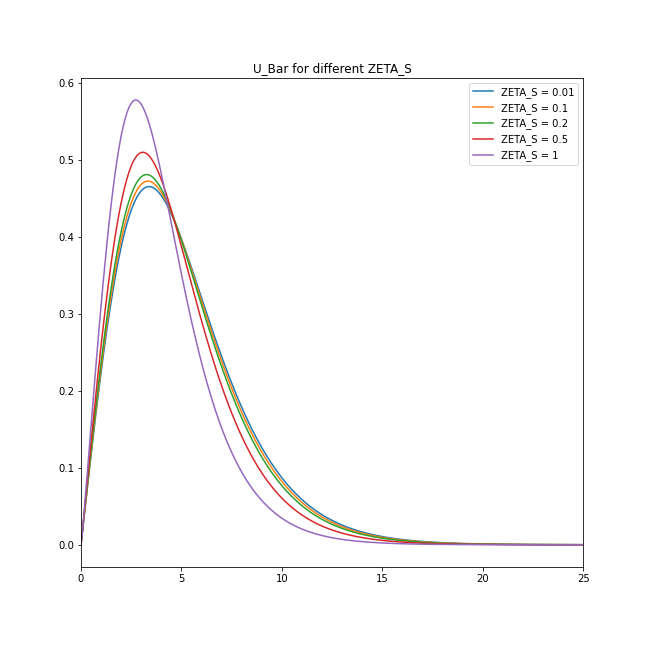 U_Bar for different ZETA_S
ZETA_S = 0.01
ZETA_S = 0.1
ZETA_S = 0.2
ZETA_S = 0.5
ZETA_S = 1
0.6
0.5
0.4
0.3
0.2
0.1
0.0
0 5 10 15 20 25